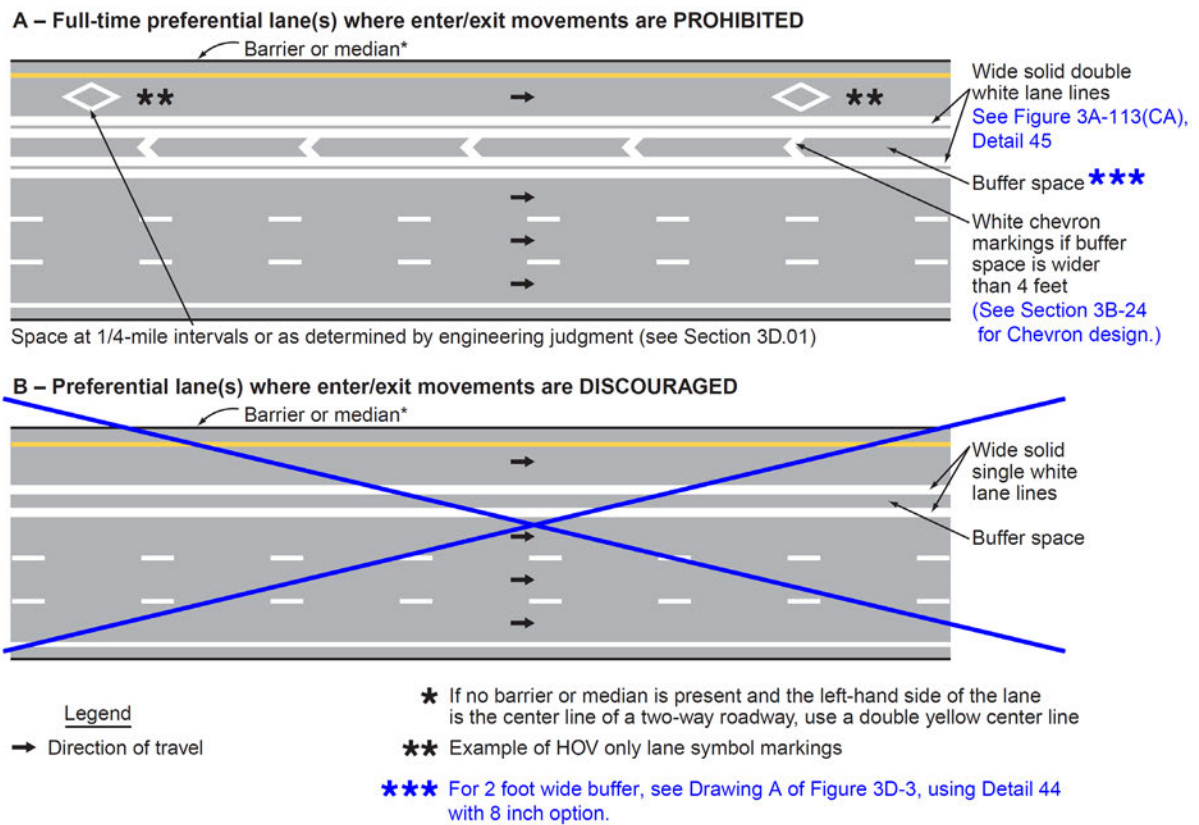 A – Full-time preferential lane(s) where enter/exit movements are PROHIBITED
Barrier or median*
**
**
Wide solid double
white lane lines
See Figure 3A-113(CA),
Detail 45
Buffer space ***
White chevron
markings if buffer
space is wider
than 4 feet
(See Section 3B-24
for Chevron design.)
Space at 1/4-mile intervals or as determined by engineering judgment (see Section 3D.01)
B – Preferential lane(s) where enter/exit movements are DISCOURAGED
Barrier or median*
Wide solid
single white
lane lines
Buffer space
Legend
Direction of travel
* If no barrier or median is present and the left-hand side of the lane
is the center line of a two-way roadway, use a double yellow center line
** Example of HOV only lane symbol markings
*** For 2 foot wide buffer, see Drawing A of Figure 3D-3, using Detail 44
with 8 inch option.